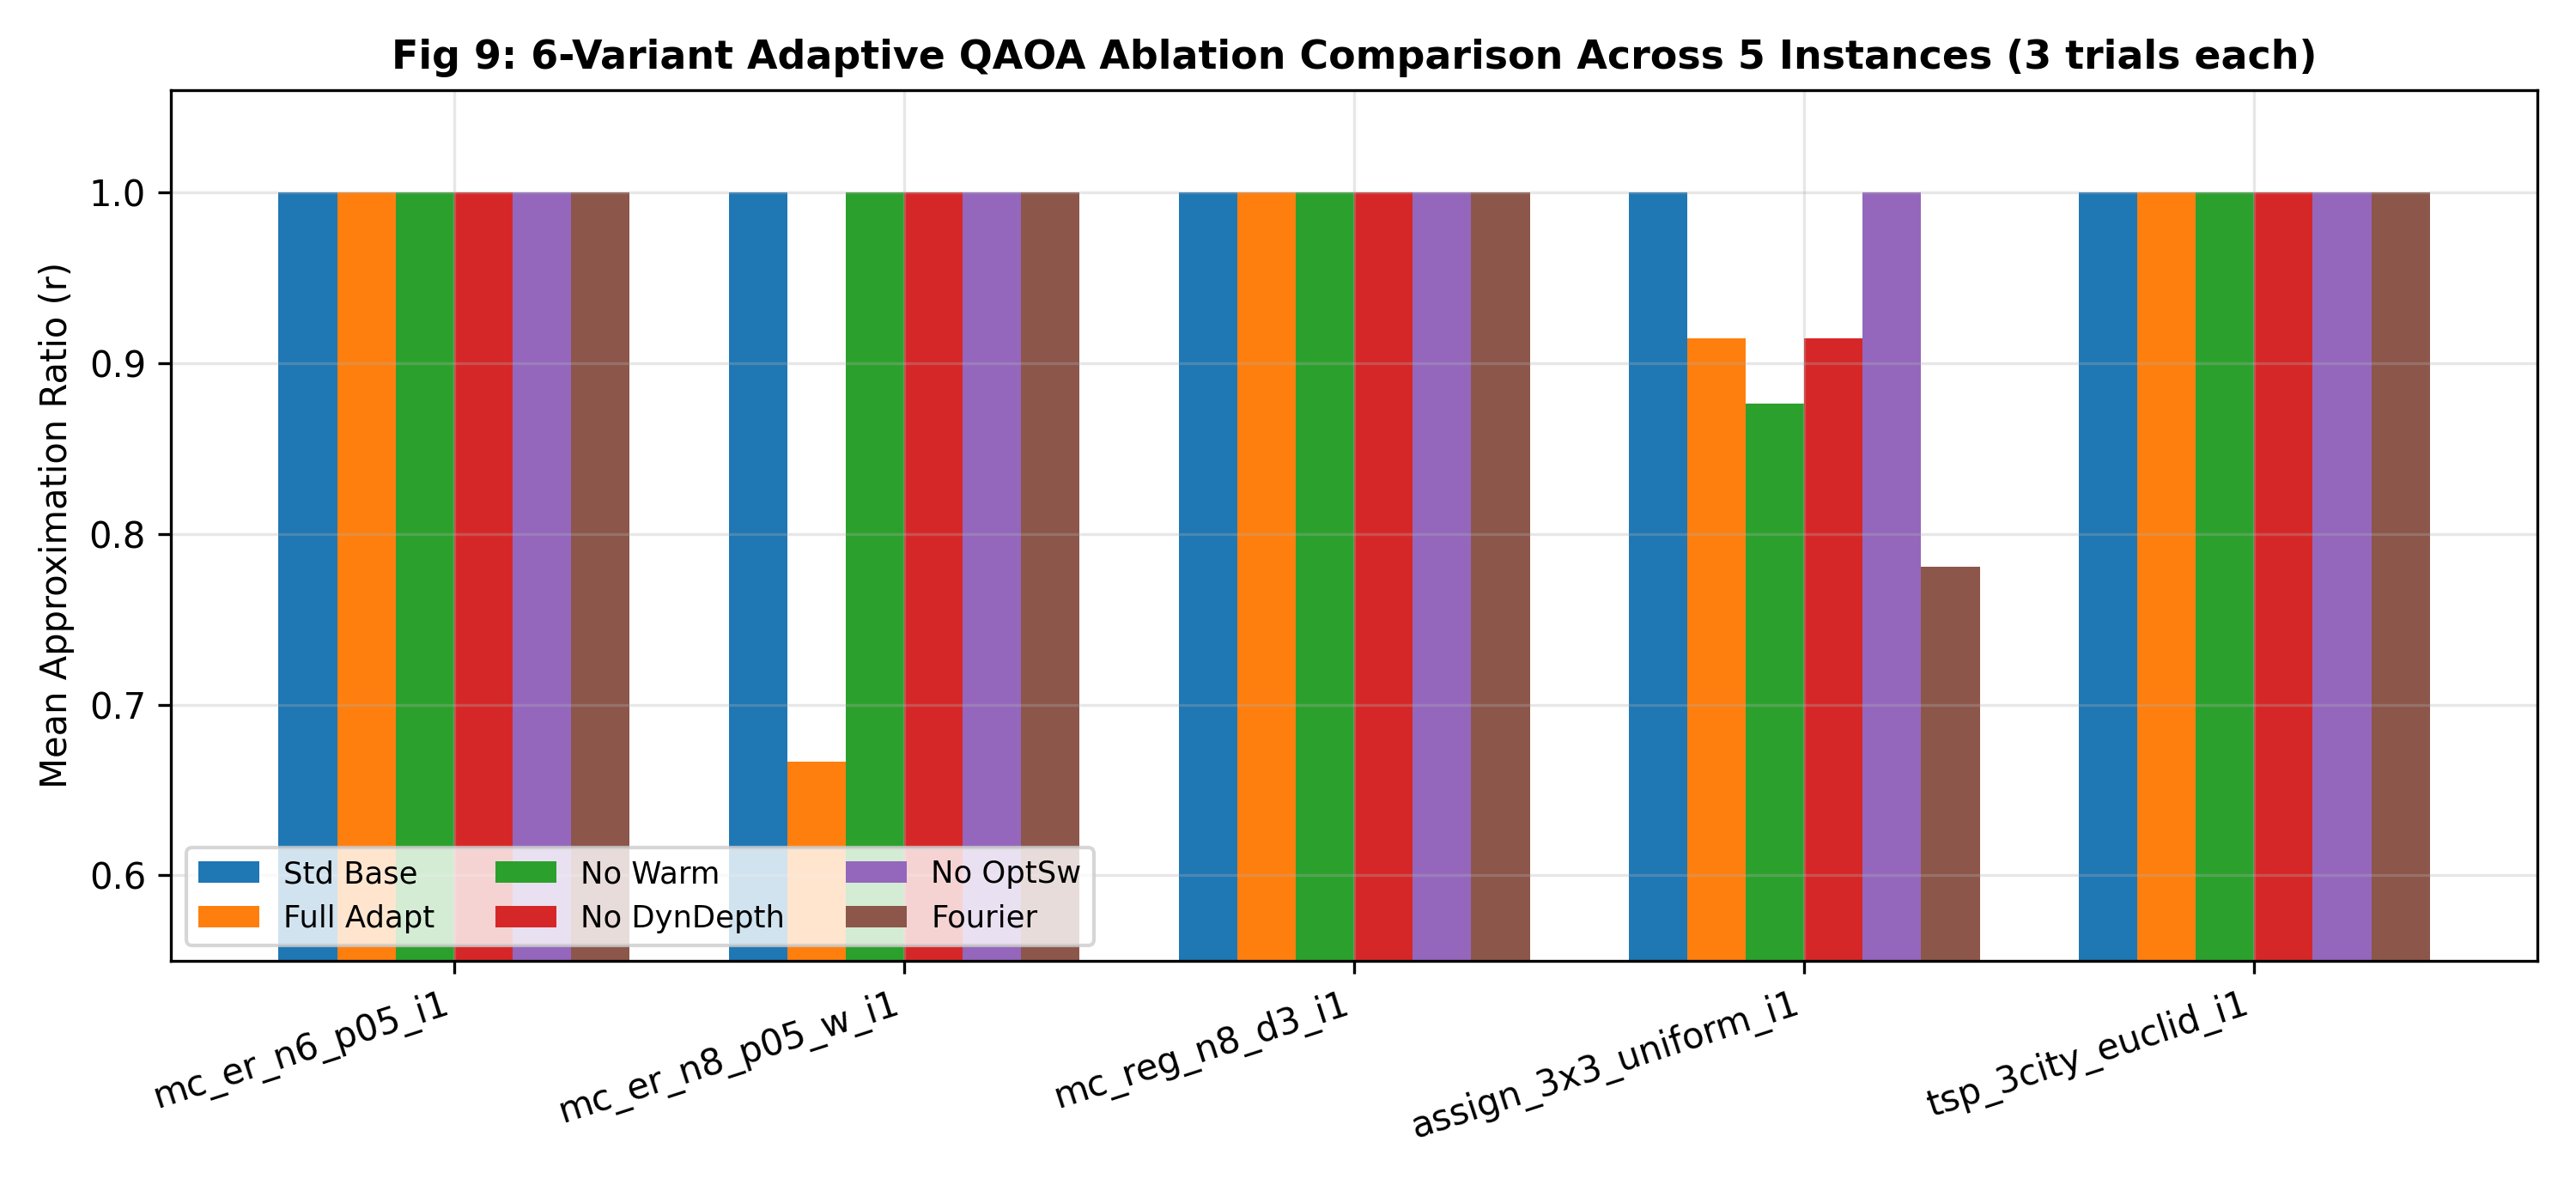 Fig 9: 6-Variant Adaptive QAOA Ablation Comparison Across 5 Instances (3 trials each)
Mean Approximation Ratio (r)
1.0
0.9
0.8
0.7
0.6
Std Base
Full Adapt
No Warm
No DynDepth
No OptSw
Fourier
mc_er_n6_p05_i1
mc_er_n8_p05_w_i1
mc_reg_n8_d3_i1
assign_3x3_uniform_i1
tsp_3city_euclid_i1